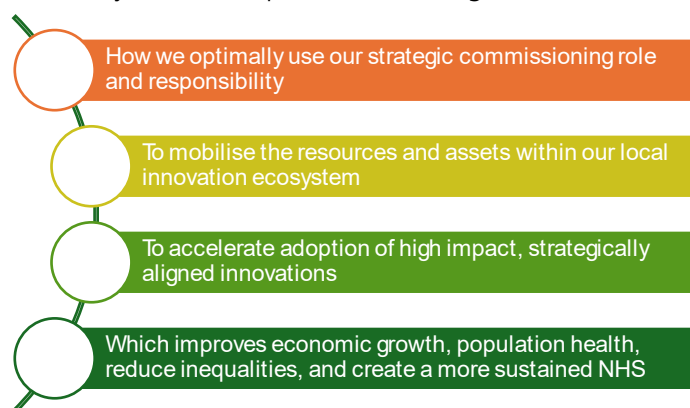 How we optimally use our strategic commissioning role
and responsibility
To mobilise the resources and assets within our local
innovation ecosystem
To accelerate adoption of high impact, strategically
aligned innovations
Which improves economic growth, population health,
reduce inequalities, and create a more sustained NHS